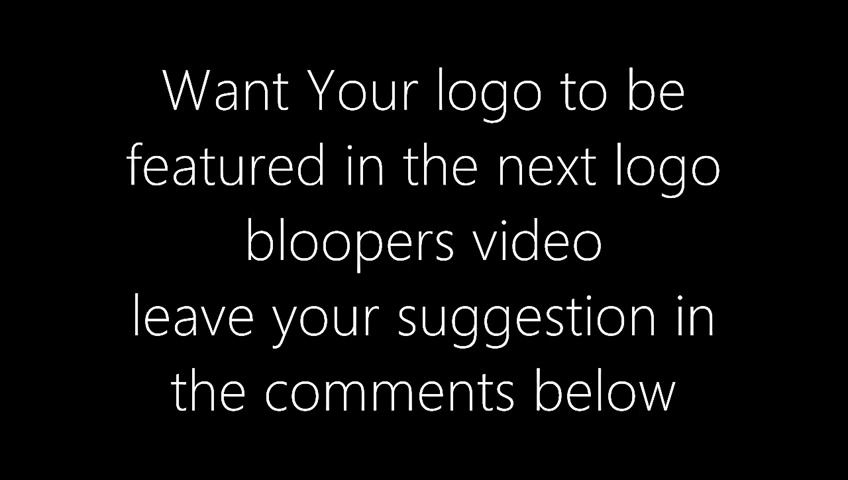 Want Your logo to be
featured in the next logo
bloopers video
leave your suggestion in
the comments below